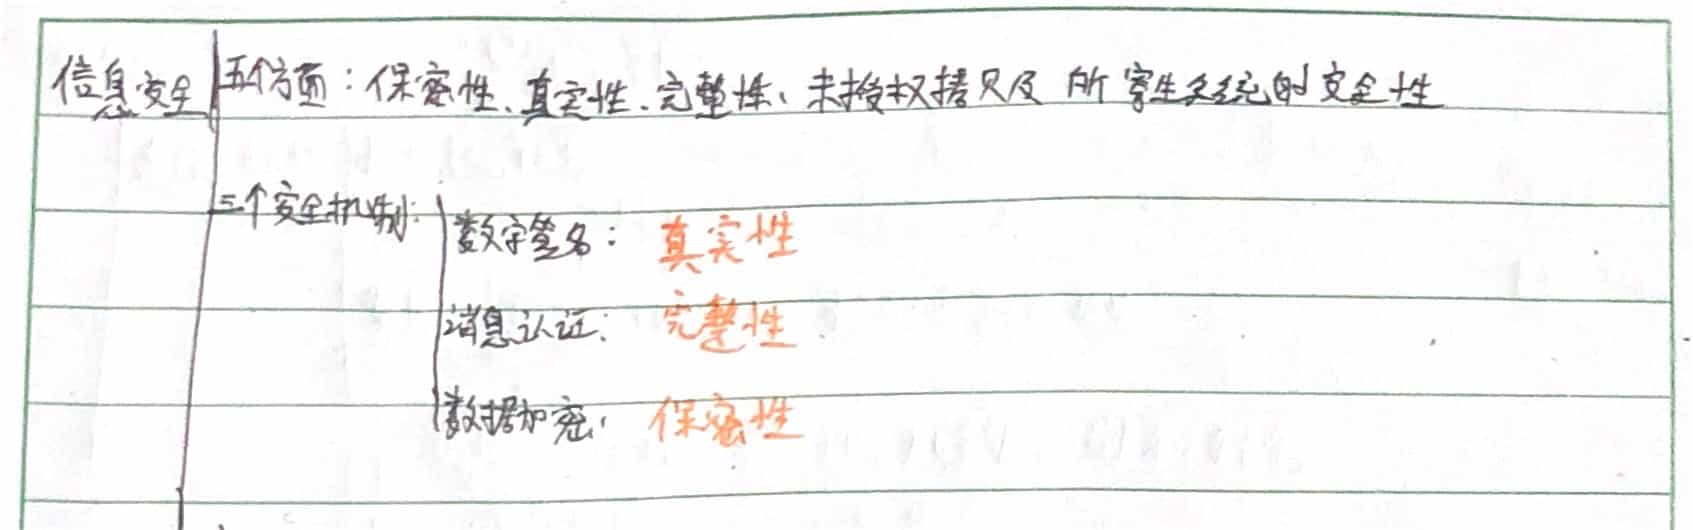 信息安全 五个方面：保密性、真实性、完整性、未授权拷贝及 所寄生系统的安全性
三个安全机制：
数字签名： 真实性
消息认证： 完整性
数据加密： 保密性